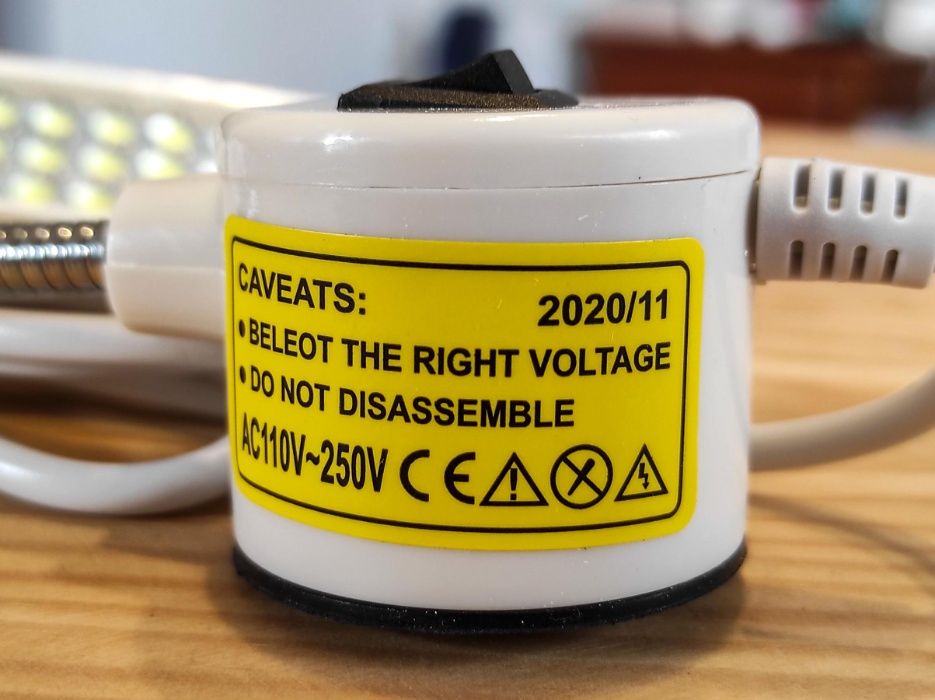 CAVEATS:
2020/11
• BELEOT THE RIGHT VOLTAGE
• DO NOT DISASSEMBLE
AC110V~250V CE